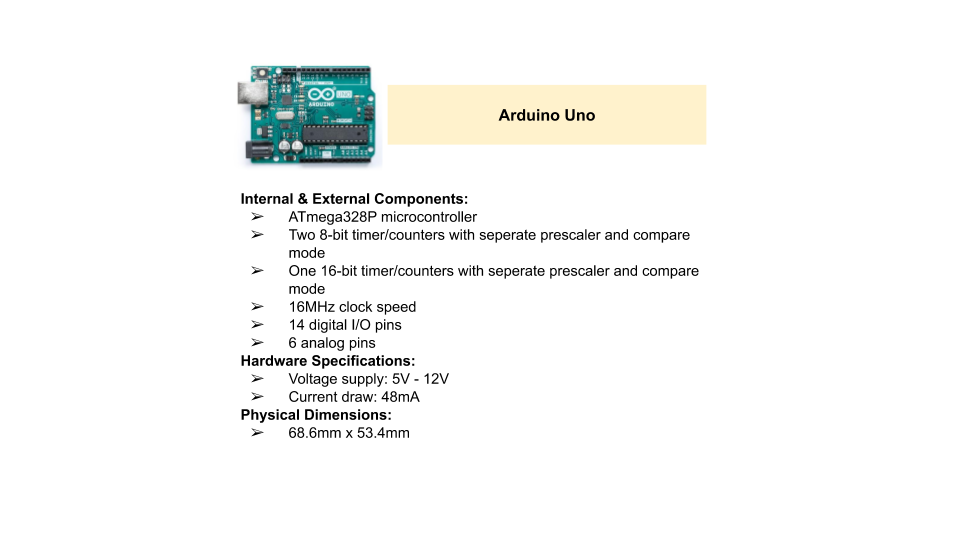 UNO
ARDUINO
Arduino Uno
Internal & External Components:
➢ ATmega328P microcontroller
➢ Two 8-bit timer/counters with seperate prescaler and compare
mode
➢ One 16-bit timer/counters with seperate prescaler and compare
mode
➢ 16MHz clock speed
➢ 14 digital I/O pins
➢ 6 analog pins
Hardware Specifications:
➢ Voltage supply: 5V - 12V
➢ Current draw: 48mA
Physical Dimensions:
➢ 68.6mm x 53.4mm